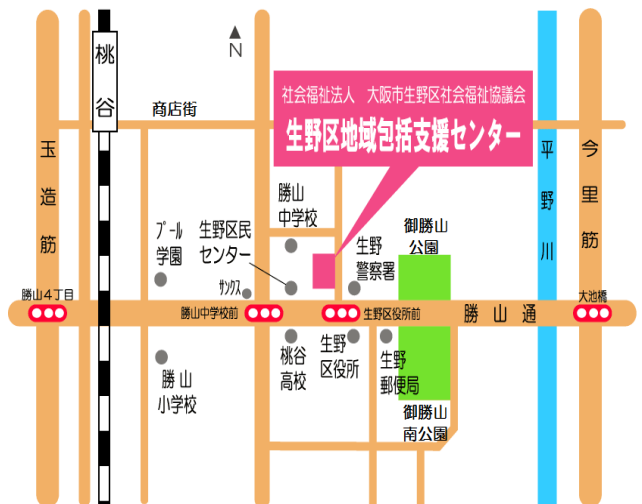 桃谷
N
社会福祉法人　大阪市生野区社会福祉協議会
生野区地域包括支援センター
商店街
玉造筋
平野川
今里筋
勝山
中学校
プール
学園
生野区民
センター
サンクス
生野
警察署
御勝山
公園
勝山4丁目
勝山中学校前
生野区役所前
勝山通
大池橋
勝山
小学校
桃谷
高校
生野
区役所
生野
郵便局
御勝山
南公園